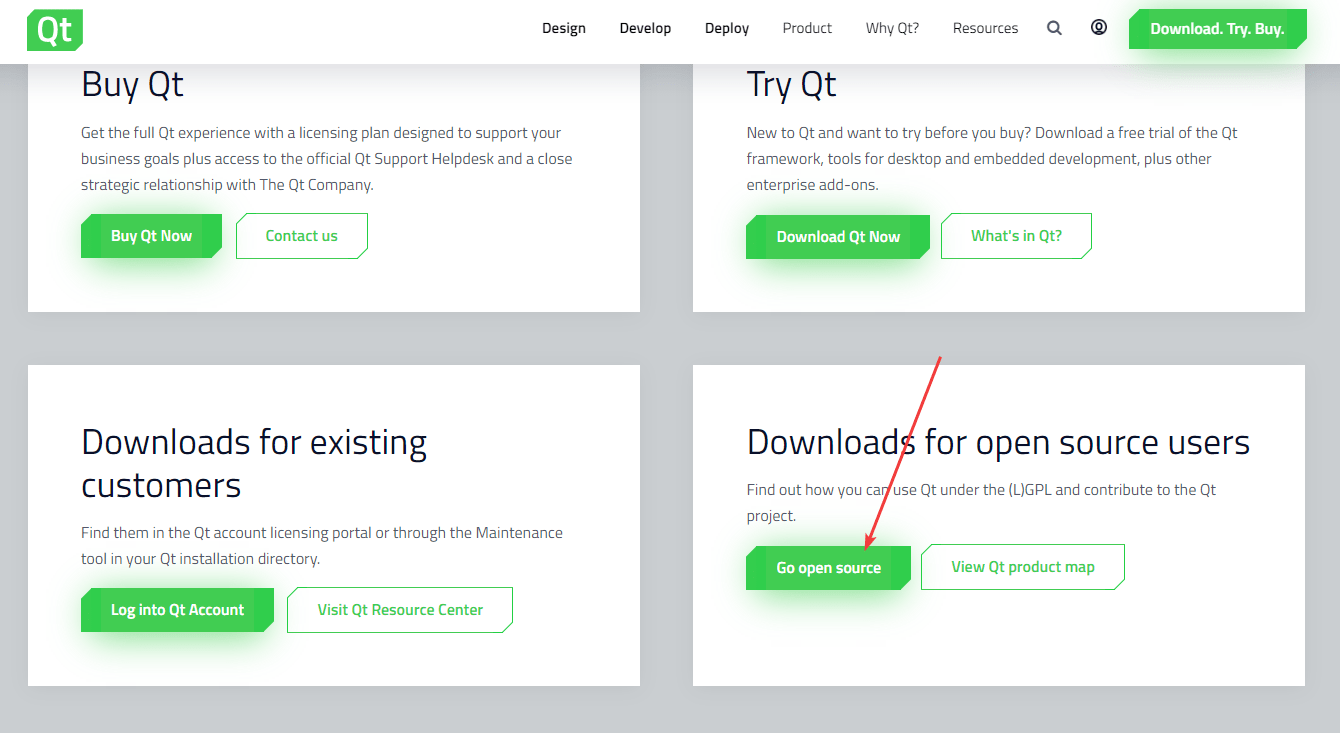 Qt
Design
Develop
Deploy
Product
Why Qt?
Resources
Download. Try. Buy.
Buy Qt
Get the full Qt experience with a licensing plan designed to support your
business goals plus access to the official Qt Support Helpdesk and a close
strategic relationship with The Qt Company.
Buy Qt Now
Contact us
Try Qt
New to Qt and want to try before you buy? Download a free trial of the Qt
framework, tools for desktop and embedded development, plus other
enterprise add-ons.
Download Qt Now
What's in Qt?
Downloads for existing
customers
Find them in the Qt account licensing portal or through the Maintenance
tool in your Qt installation directory.
Log into Qt Account
Visit Qt Resource Center
Downloads for open source users
Find out how you can use Qt under the (L)GPL and contribute to the Qt
project.
Go open source
View Qt product map